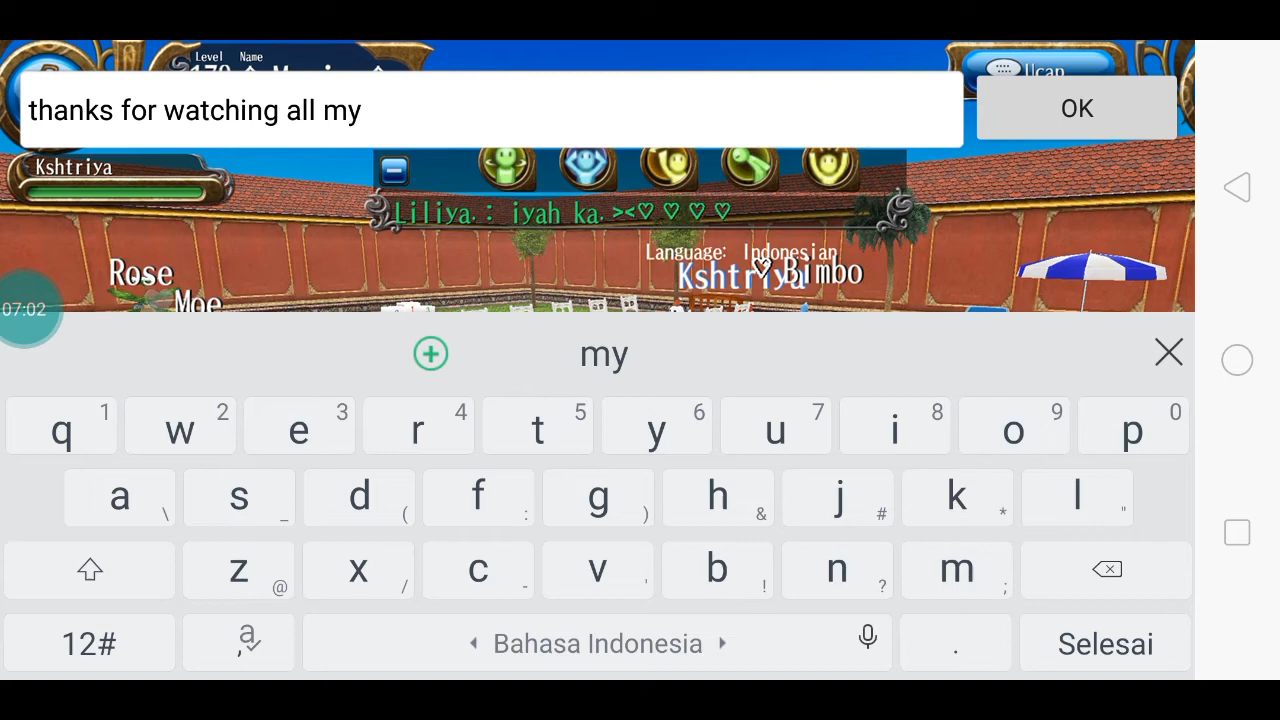 Level Name
thanks for watching all my
OK
Ucap
Kshtriya
Liliya. : iyah ka. ><♡ ♡ ♡ ♡
Language: Indonesian
Kshtriya
♡ Bimbo
Rose
Moe
07:02
my
q 1 w 2 e 3 r 4 t 5 y 6 u 7 i 8 o 9 p 0
a \ s _ d ( f : g ) h & j # k * l "
z @ x / c - v ' b ! n ? m ;
12# a , Bahasa Indonesia . Selesai